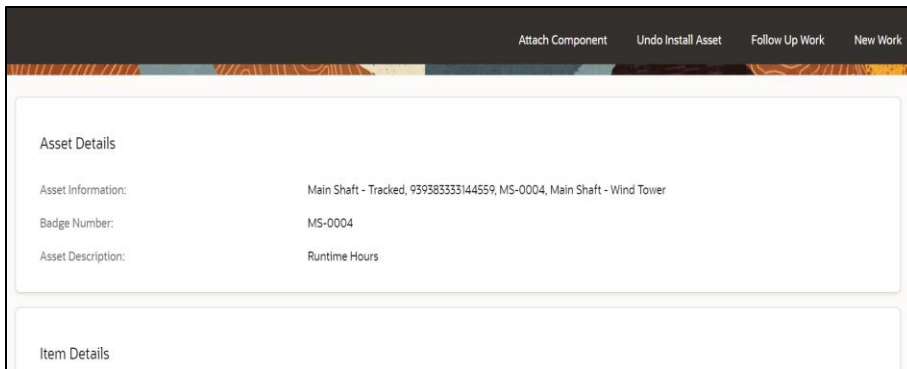 Attach Component Undo Install Asset Follow Up Work New Work
Asset Details
Asset Information: Main Shaft - Tracked, 939383333144559, MS-0004, Main Shaft - Wind Tower
Badge Number: MS-0004
Asset Description: Runtime Hours
Item Details